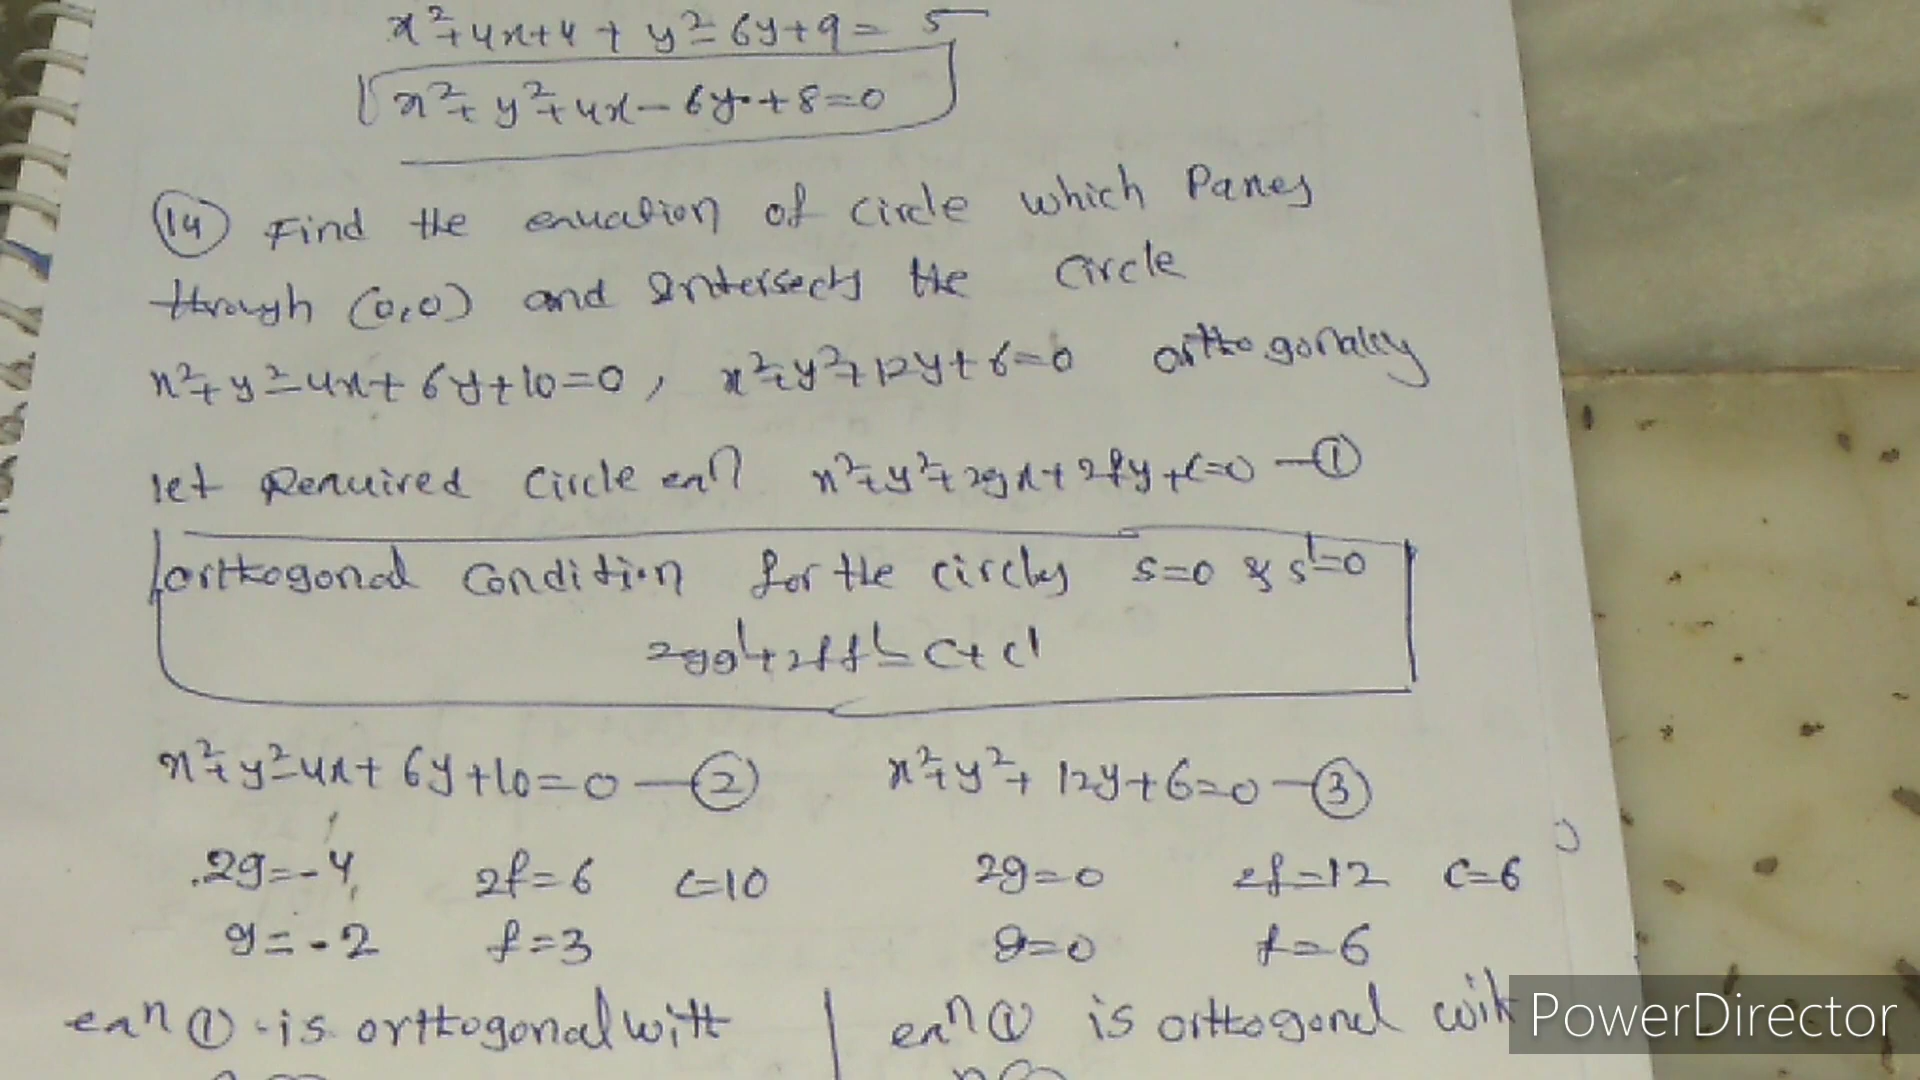 x²+4x+4 + y²-6y+9 = 5
x²+y²+4x-6y+8=0
(14) Find the equation of circle which Passes
through (0,0) and Intersects the circle
x²+y²-4x+6y+10=0, x²+y²+12y+6=0 orthogonally
let Required circle eqn x²+y²+2gx+2fy+c=0 —①
orthogonal condition for the circles s=0 & s'=0
2gg'+2ff'=c+c'
x²+y²-4x+6y+10=0 —② x²+y²+12y+6=0 —③
2g=-4 2f=6 c=10 2g=0 2f=12 c=6
g=-2 f=3 g=0 f=6
eqn ① is orthogonal with eqn ① is orthogonal with
PowerDirector